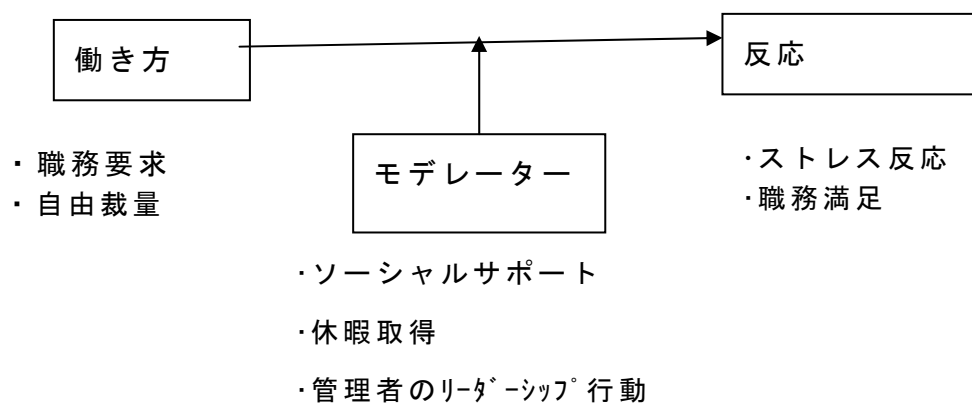 働き方
反応
・職務要求
・自由裁量
モデレーター
・ストレス反応
・職務満足
・ソーシャルサポート
・休暇取得
・管理者のﾘｰﾀﾞｰｼｯﾌﾟ行動